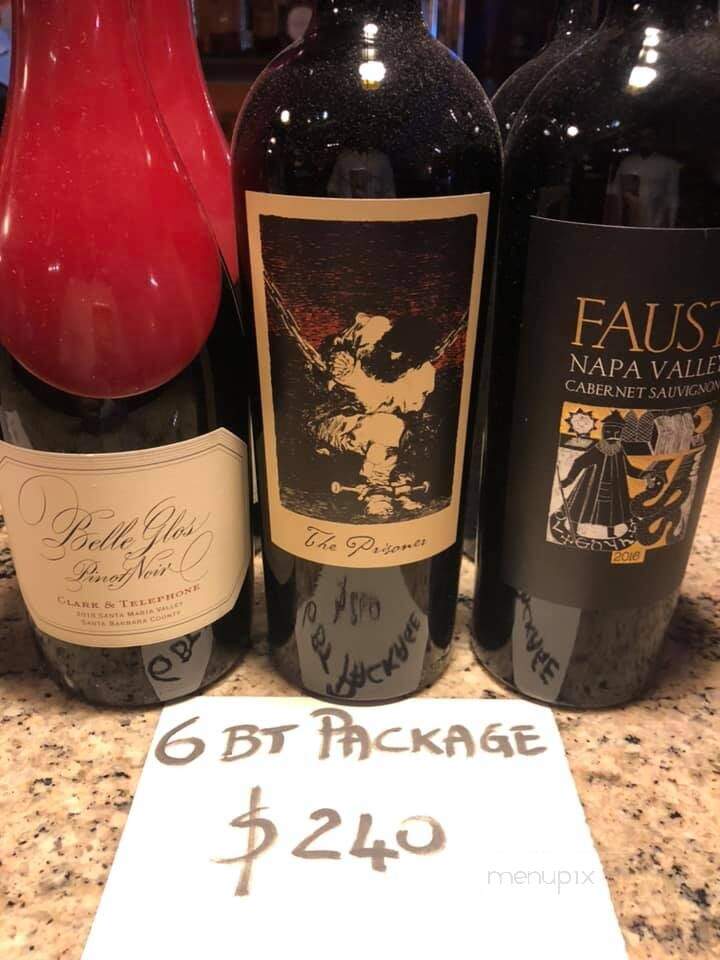 Belle Glos
Pinot Noir
CLARK & TELEPHONE
SANTA MARIA VALLEY
SANTA BARBARA COUNTY
The Prisoner
FAUST
NAPA VALLEY
CABERNET SAUVIGNON
2016
6 BT PACKAGE
$240
menupix